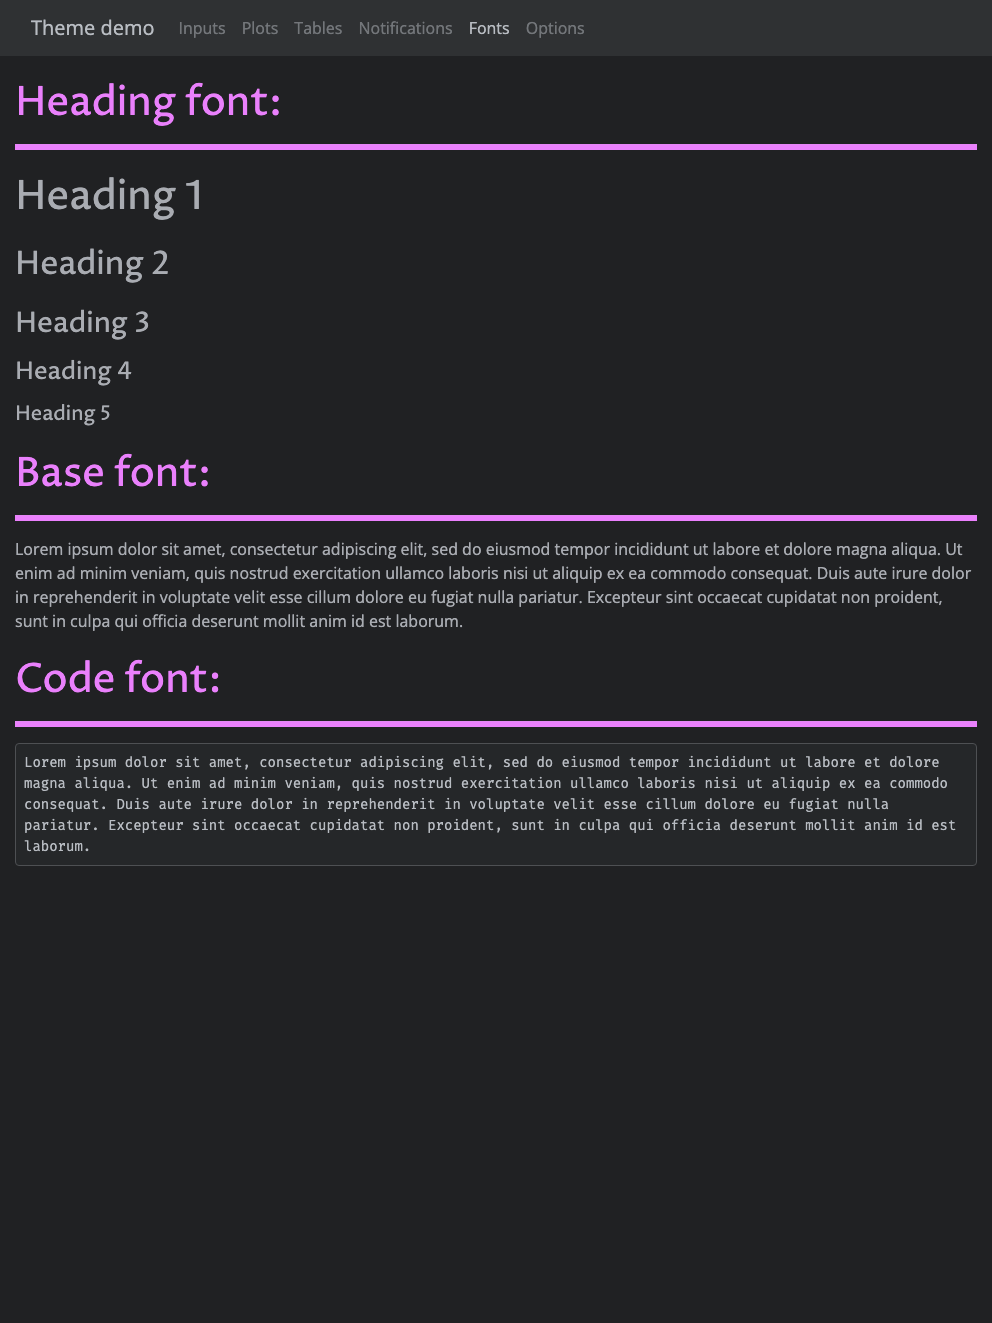 Theme demo Inputs Plots Tables Notifications Fonts Options
Heading font:
Heading 1
Heading 2
Heading 3
Heading 4
Heading 5
Base font:
Lorem ipsum dolor sit amet, consectetur adipiscing elit, sed do eiusmod tempor incididunt ut labore et dolore magna aliqua. Ut
enim ad minim veniam, quis nostrud exercitation ullamco laboris nisi ut aliquip ex ea commodo consequat. Duis aute irure dolor
in reprehenderit in voluptate velit esse cillum dolore eu fugiat nulla pariatur. Excepteur sint occaecat cupidatat non proident,
sunt in culpa qui officia deserunt mollit anim id est laborum.
Code font:
Lorem ipsum dolor sit amet, consectetur adipiscing elit, sed do eiusmod tempor incididunt ut labore et dolore
magna aliqua. Ut enim ad minim veniam, quis nostrud exercitation ullamco laboris nisi ut aliquip ex ea commodo
consequat. Duis aute irure dolor in reprehenderit in voluptate velit esse cillum dolore eu fugiat nulla
pariatur. Excepteur sint occaecat cupidatat non proident, sunt in culpa qui officia deserunt mollit anim id est
laborum.